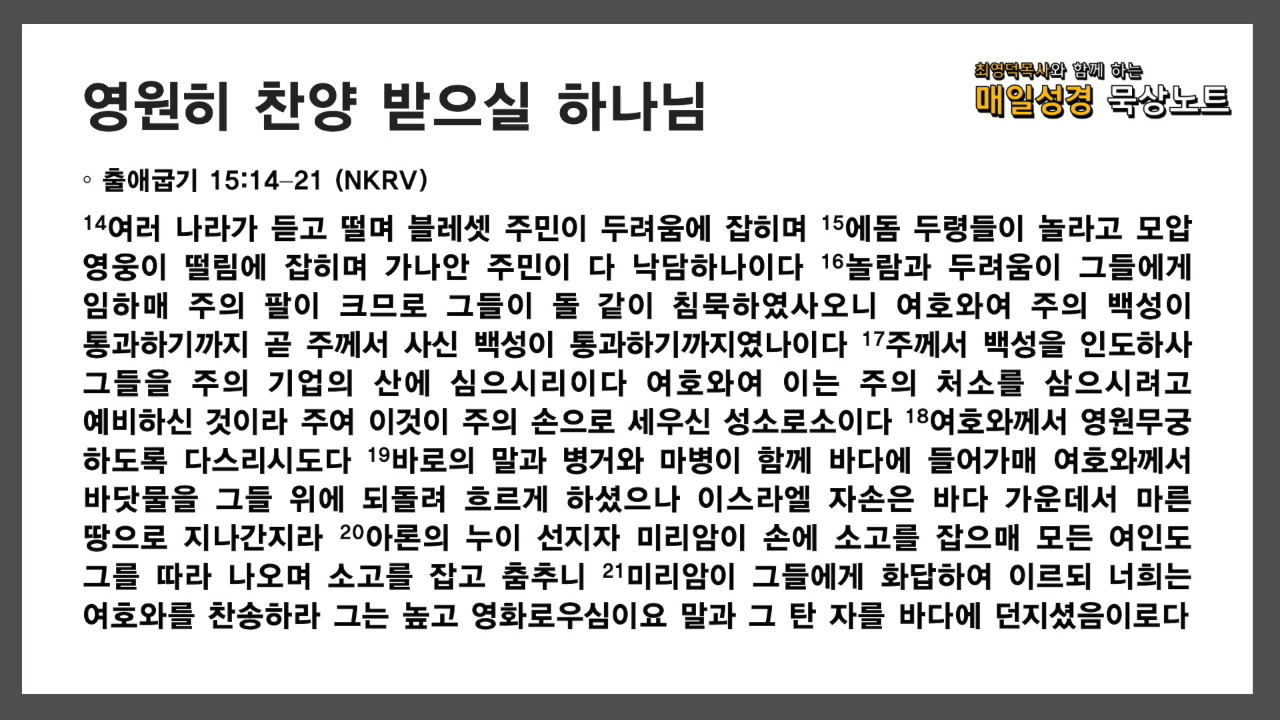 영원히 찬양 받으실 하나님
최영덕목사와 함께 하는
매일성경 묵상노트
◦ 출애굽기 15:14–21 (NKRV)
¹⁴여러 나라가 듣고 떨며 블레셋 주민이 두려움에 잡히며 ¹⁵에돔 두령들이 놀라고 모압
영웅이 떨림에 잡히며 가나안 주민이 다 낙담하나이다 ¹⁶놀람과 두려움이 그들에게
임하매 주의 팔이 크므로 그들이 돌 같이 침묵하였사오니 여호와여 주의 백성이
통과하기까지 곧 주께서 사신 백성이 통과하기까지였나이다 ¹⁷주께서 백성을 인도하사
그들을 주의 기업의 산에 심으시리이다 여호와여 이는 주의 처소를 삼으시려고
예비하신 것이라 주여 이것이 주의 손으로 세우신 성소로소이다 ¹⁸여호와께서 영원무궁
하도록 다스리시도다 ¹⁹바로의 말과 병거와 마병이 함께 바다에 들어가매 여호와께서
바닷물을 그들 위에 되돌려 흐르게 하셨으나 이스라엘 자손은 바다 가운데서 마른
땅으로 지나간지라 ²⁰아론의 누이 선지자 미리암이 손에 소고를 잡으매 모든 여인도
그를 따라 나오며 소고를 잡고 춤추니 ²¹미리암이 그들에게 화답하여 이르되 너희는
여호와를 찬송하라 그는 높고 영화로우심이요 말과 그 탄 자를 바다에 던지셨음이로다